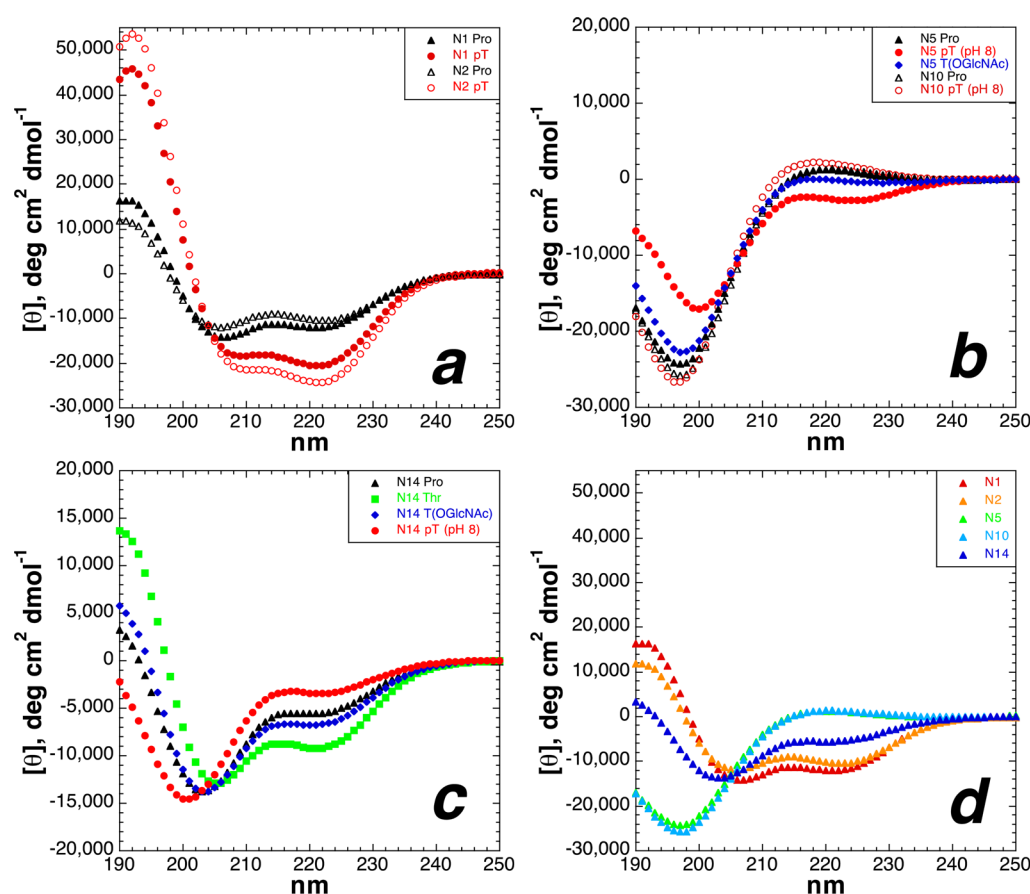 N1 Pro
N1 pT
N2 Pro
N2 pT
50,000
40,000
30,000
20,000
10,000
0
-10,000
-20,000
-30,000
[θ], deg cm² dmol⁻¹
190 200 210 220 230 240 250
nm
a
N5 Pro
N5 pT (pH 8)
N5 T(OGlcNAc)
N10 Pro
N10 pT (pH 8)
20,000
10,000
0
-10,000
-20,000
-30,000
[θ], deg cm² dmol⁻¹
190 200 210 220 230 240 250
nm
b
N14 Pro
N14 Thr
N14 T(OGlcNAc)
N14 pT (pH 8)
20,000
15,000
10,000
5,000
0
-5,000
-10,000
-15,000
-20,000
[θ], deg cm² dmol⁻¹
190 200 210 220 230 240 250
nm
c
N1
N2
N5
N10
N14
50,000
40,000
30,000
20,000
10,000
0
-10,000
-20,000
-30,000
[θ], deg cm² dmol⁻¹
190 200 210 220 230 240 250
nm
d